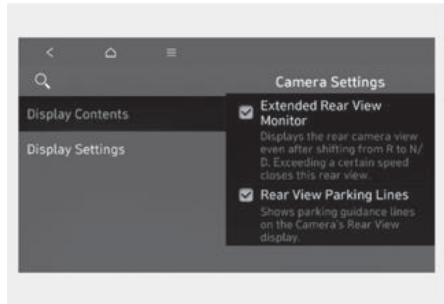 Camera Settings
Display Contents
Display Settings
Extended Rear View
Monitor
Displays the rear camera view
even after shifting from R to N/
D. Exceeding a certain speed
closes this rear view.
Rear View Parking Lines
Shows parking guidance lines
on the Camera's Rear View
display.